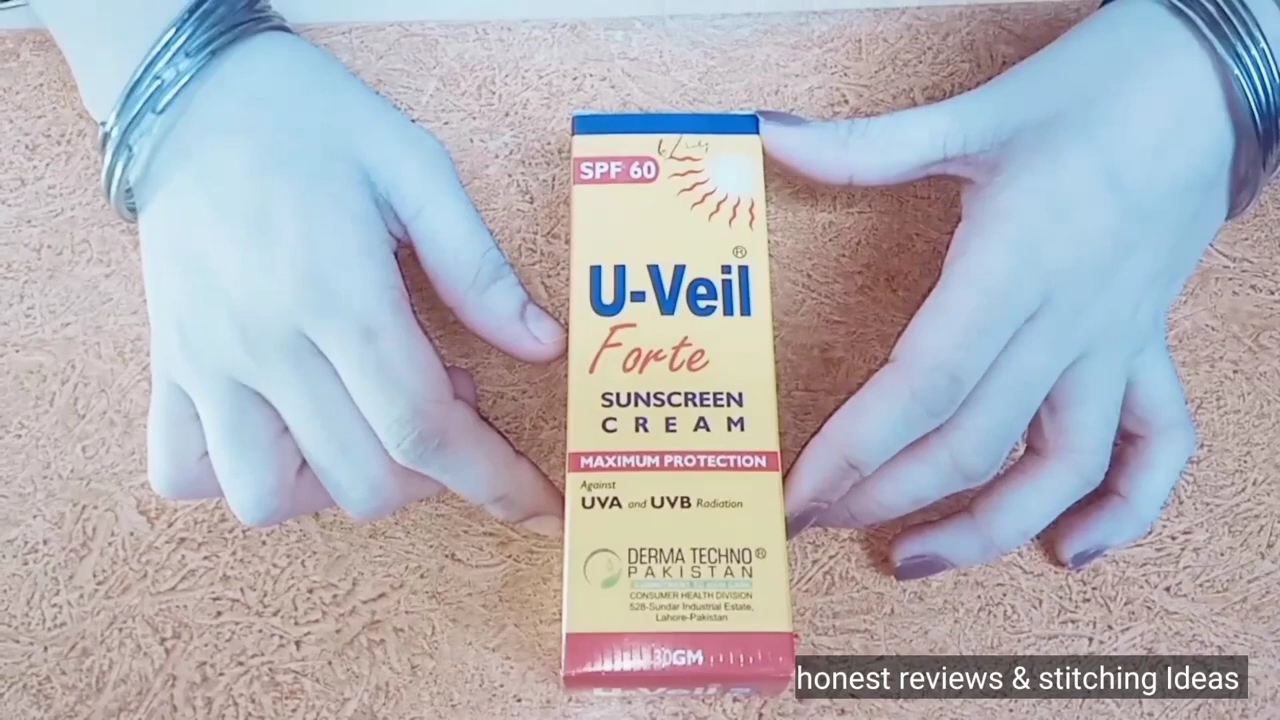 SPF 60
U-Veil®
Forte
SUNSCREEN
CREAM
MAXIMUM PROTECTION
Against
UVA and UVB Radiation
DERMA TECHNO®
PAKISTAN
CONSUMER HEALTH DIVISION
528-Sundar Industrial Estate,
Lahore-Pakistan
30GM
honest reviews & stitching Ideas